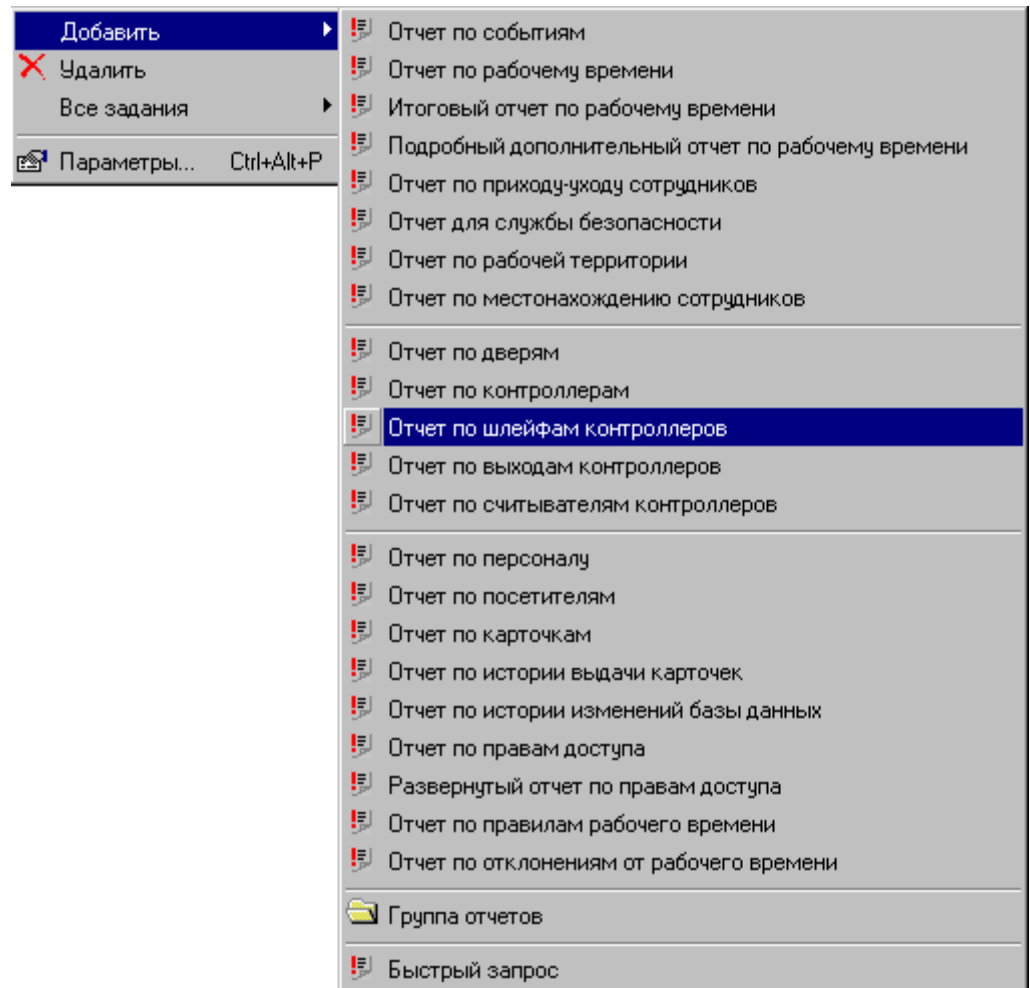 Добавить
Удалить
Все задания
Параметры... Ctrl+Alt+P
Отчет по событиям
Отчет по рабочему времени
Итоговый отчет по рабочему времени
Подробный дополнительный отчет по рабочему времени
Отчет по приходу-уходу сотрудников
Отчет для службы безопасности
Отчет по рабочей территории
Отчет по местонахождению сотрудников
Отчет по дверям
Отчет по контроллерам
Отчет по шлейфам контроллеров
Отчет по выходам контроллеров
Отчет по считывателям контроллеров
Отчет по персоналу
Отчет по посетителям
Отчет по карточкам
Отчет по истории выдачи карточек
Отчет по истории изменений базы данных
Отчет по правам доступа
Развернутый отчет по правам доступа
Отчет по правилам рабочего времени
Отчет по отклонениям от рабочего времени
Группа отчетов
Быстрый запрос